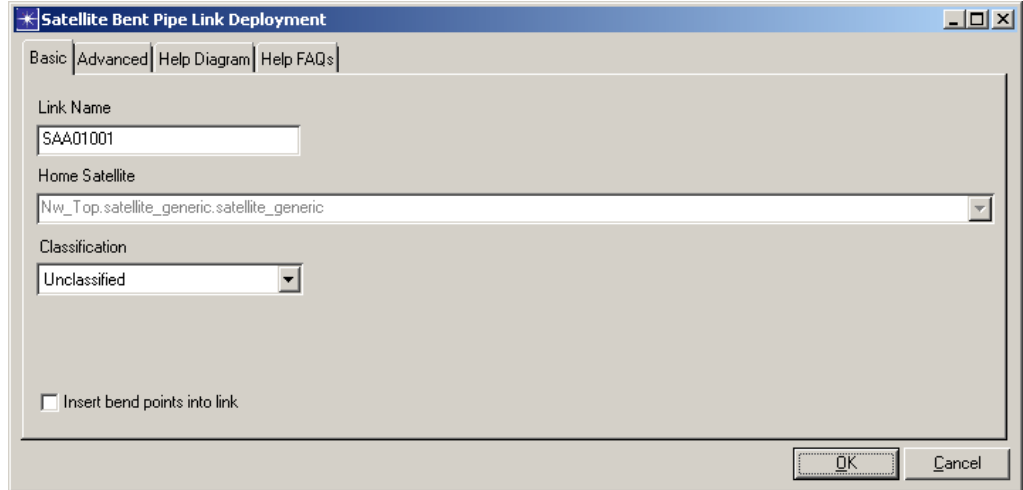 Satellite Bent Pipe Link Deployment
Basic Advanced Help Diagram Help FAQs
Link Name
SAA01001
Home Satellite
Nw_Top.satellite_generic.satellite_generic
Classification
Unclassified
Insert bend points into link
OK Cancel